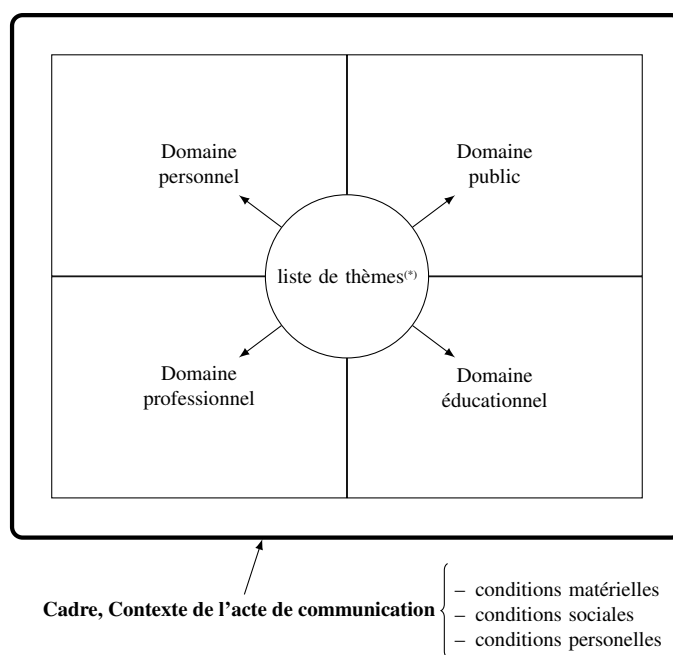 Domaine
personnel
Domaine
public
liste de thèmes(*)
Domaine
professionnel
Domaine
éducationnel
Cadre, Contexte de l'acte de communication
– conditions matérielles
– conditions sociales
– conditions personelles